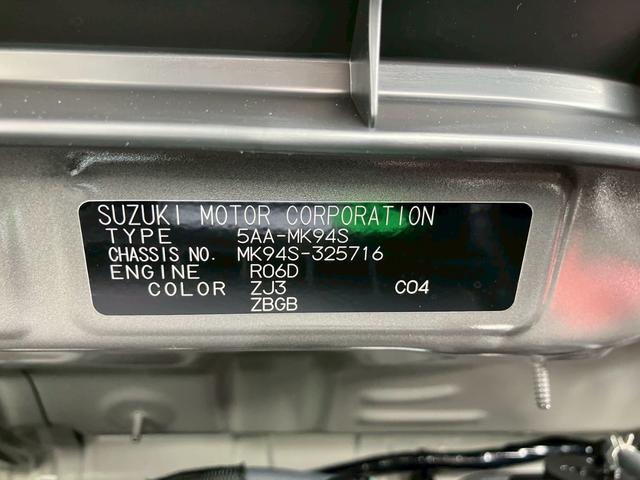 SUZUKI MOTOR CORPORATION
TYPE 5AA-MK94S
CHASSIS NO. MK94S-325716
ENGINE R06D
COLOR ZJ3 C04
ZBGB